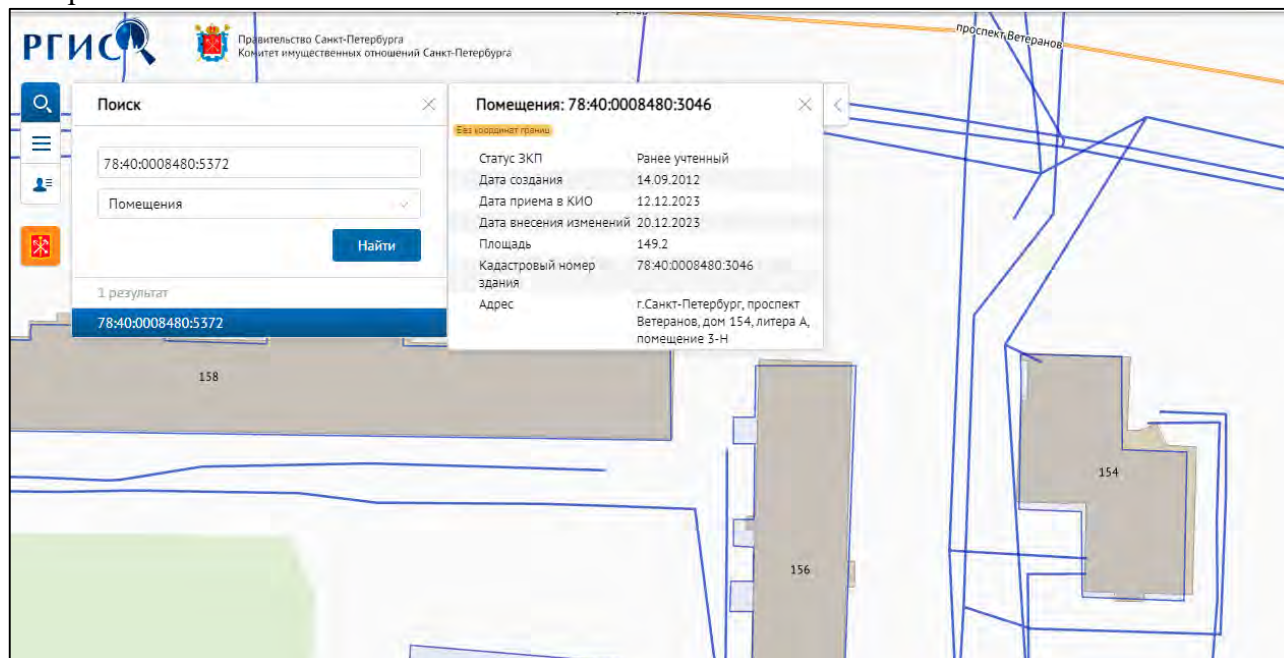 РГИС
Правительство Санкт-Петербурга
Комитет имущественных отношений Санкт-Петербурга
проспект Ветеранов
Поиск
78:40:0008480:5372
Помещения
Найти
1 результат
78:40:0008480:5372
Помещения: 78:40:0008480:3046
Без координат границ
Статус ЗКП Ранее учтенный
Дата создания 14.09.2012
Дата приема в КИО 12.12.2023
Дата внесения изменений 20.12.2023
Площадь 149.2
Кадастровый номер 78:40:0008480:3046
здания
Адрес г.Санкт-Петербург, проспект
Ветеранов, дом 154, литера А,
помещение 3-Н
158
154
156